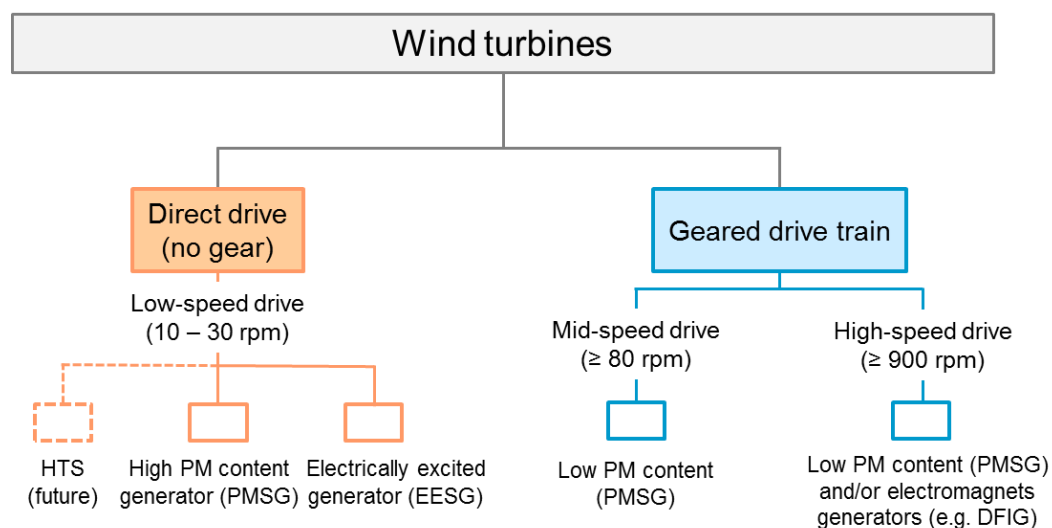 Wind turbines
Direct drive
(no gear)
Geared drive train
Low-speed drive
(10 – 30 rpm)
Mid-speed drive
(≥ 80 rpm)
High-speed drive
(≥ 900 rpm)
HTS
(future)
High PM content
generator (PMSG)
Electrically excited
generator (EESG)
Low PM content
(PMSG)
Low PM content (PMSG)
and/or electromagnets
generators (e.g. DFIG)